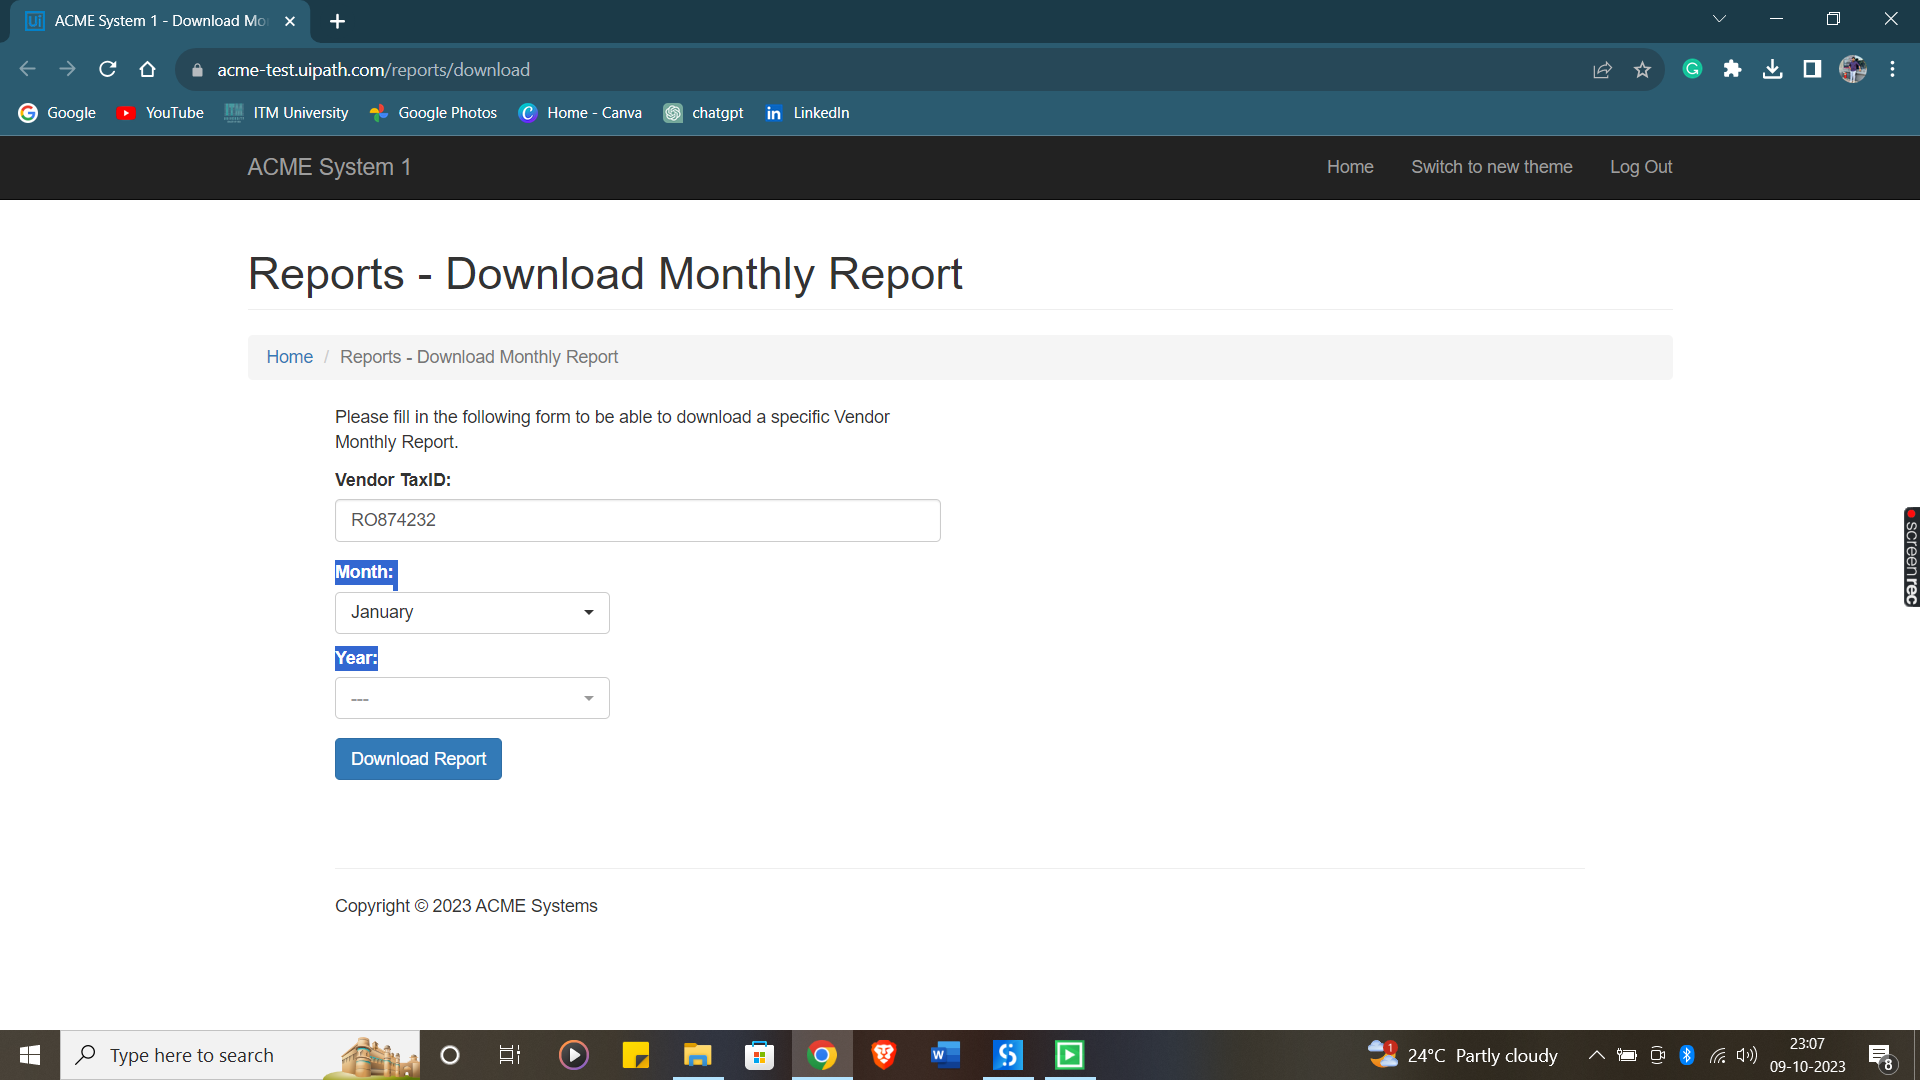 ACME System 1 - Download Mo
acme-test.uipath.com/reports/download
Google YouTube ITM University Google Photos Home - Canva chatgpt LinkedIn
ACME System 1 Home Switch to new theme Log Out
Reports - Download Monthly Report
Home / Reports - Download Monthly Report
Please fill in the following form to be able to download a specific Vendor
Monthly Report.
Vendor TaxID:
RO874232
Month:
January
Year:
---
Download Report
Copyright © 2023 ACME Systems
screenrec
Type here to search
24°C Partly cloudy
23:07
09-10-2023
8